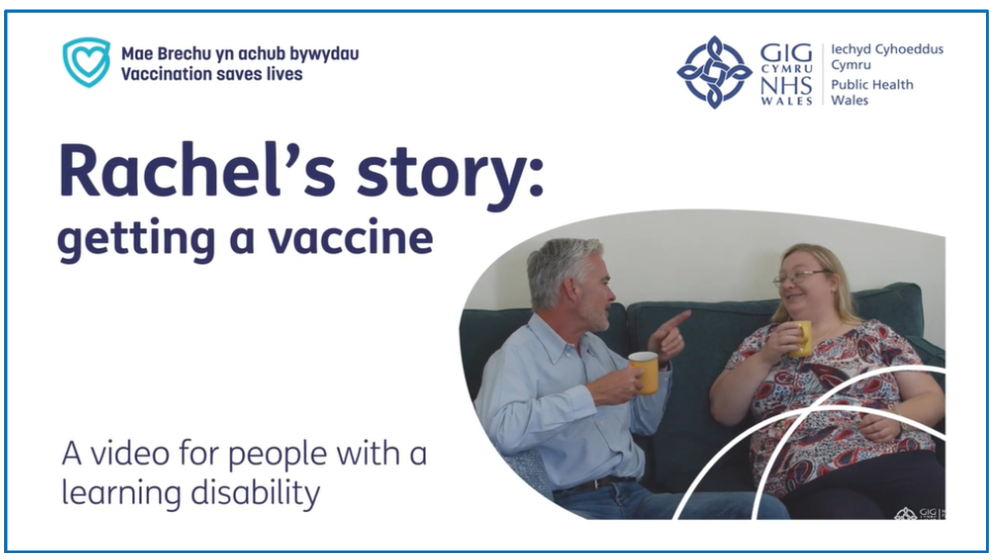 Mae Brechu yn achub bywydau
Vaccination saves lives
GIG
CYMRU
NHS
WALES
Iechyd Cyhoeddus
Cymru
Public Health
Wales
Rachel’s story:
getting a vaccine
A video for people with a
learning disability
GIG